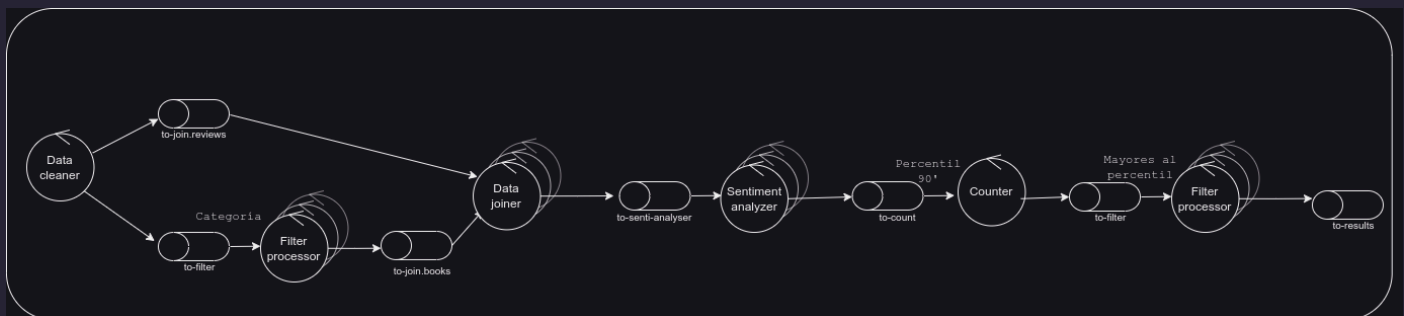 Data
cleaner
to-join.reviews
to-filter
Categoria
Filter
processor
to-join.books
Data
joiner
to-senti-analyser
Sentiment
analyzer
Percentil
90°
to-count
Counter
Mayores al
percentil
to-filter
Filter
processor
to-results